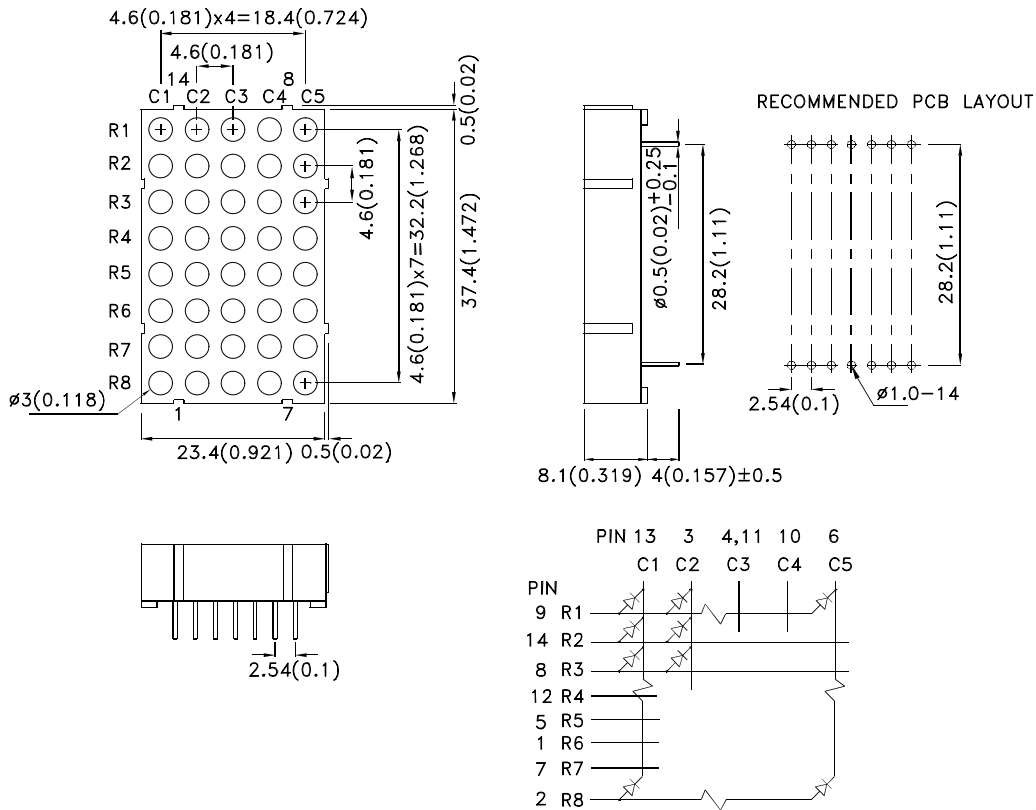 4.6(0.181)x4=18.4(0.724)
4.6(0.181)
14 8
C1 C2 C3 C4 C5
R1
R2
R3
R4
R5
R6
R7
R8
ø3(0.118)
1 7
23.4(0.921) 0.5(0.02)
4.6(0.181)
4.6(0.181)x7=32.2(1.268)
37.4(1.472)
0.5(0.02)
ø0.5(0.02)+0.25
-0.1
28.2(1.11)
8.1(0.319) 4(0.157)±0.5
RECOMMENDED PCB LAYOUT
28.2(1.11)
2.54(0.1)
ø1.0-14
2.54(0.1)
PIN 13 3 4,11 10 6
C1 C2 C3 C4 C5
PIN
9 R1
14 R2
8 R3
12 R4
5 R5
1 R6
7 R7
2 R8